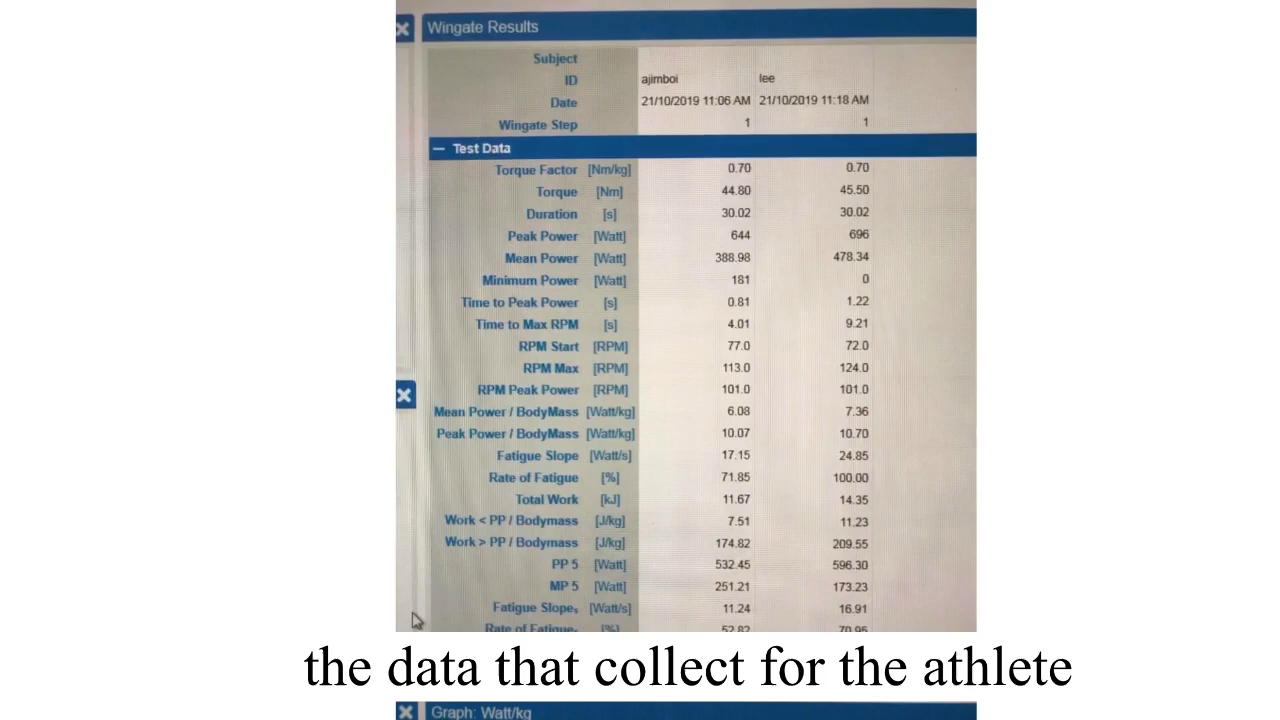 Wingate Results
Subject
ID ajimboi lee
Date 21/10/2019 11:06 AM 21/10/2019 11:18 AM
Wingate Step 1 1
— Test Data
Torque Factor [Nm/kg] 0.70 0.70
Torque [Nm] 44.80 45.50
Duration [s] 30.02 30.02
Peak Power [Watt] 644 696
Mean Power [Watt] 388.98 478.34
Minimum Power [Watt] 181 0
Time to Peak Power [s] 0.81 1.22
Time to Max RPM [s] 4.01 9.21
RPM Start [RPM] 77.0 72.0
RPM Max [RPM] 113.0 124.0
RPM Peak Power [RPM] 101.0 101.0
Mean Power / BodyMass [Watt/kg] 6.08 7.36
Peak Power / BodyMass [Watt/kg] 10.07 10.70
Fatigue Slope [Watt/s] 17.15 24.85
Rate of Fatigue [%] 71.85 100.00
Total Work [kJ] 11.67 14.35
Work < PP / Bodymass [J/kg] 7.51 11.23
Work > PP / Bodymass [J/kg] 174.82 209.55
PP 5 [Watt] 532.45 596.30
MP 5 [Watt] 251.21 173.23
Fatigue Slope₅ [Watt/s] 11.24 16.91
Rate of Fatigue₅ [%] 52.82 70.95
the data that collect for the athlete
Graph: Watt/kg